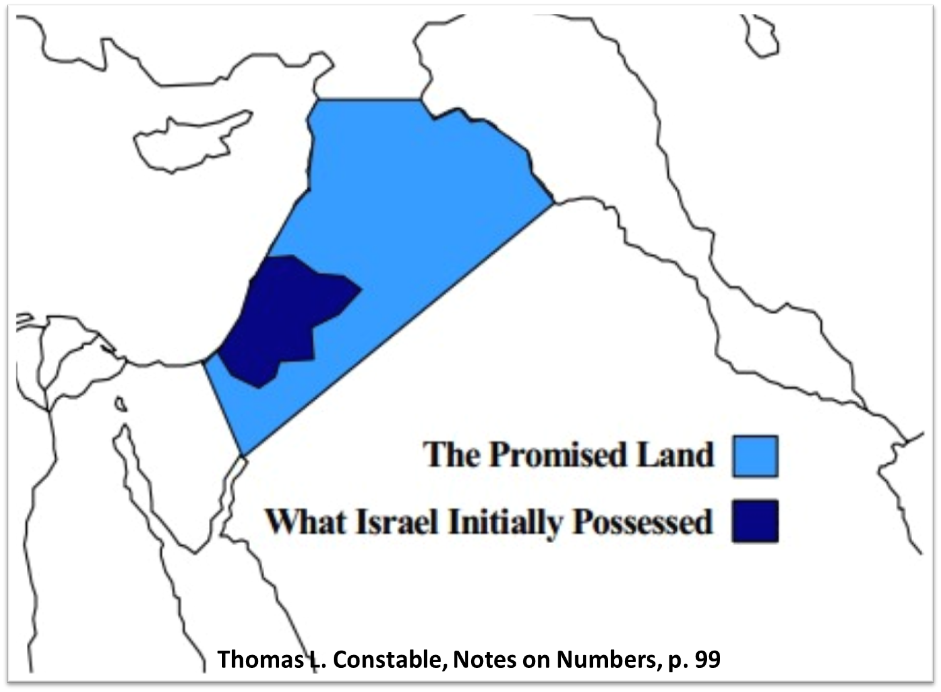 The Promised Land
What Israel Initially Possessed
Thomas L. Constable, Notes on Numbers, p. 99